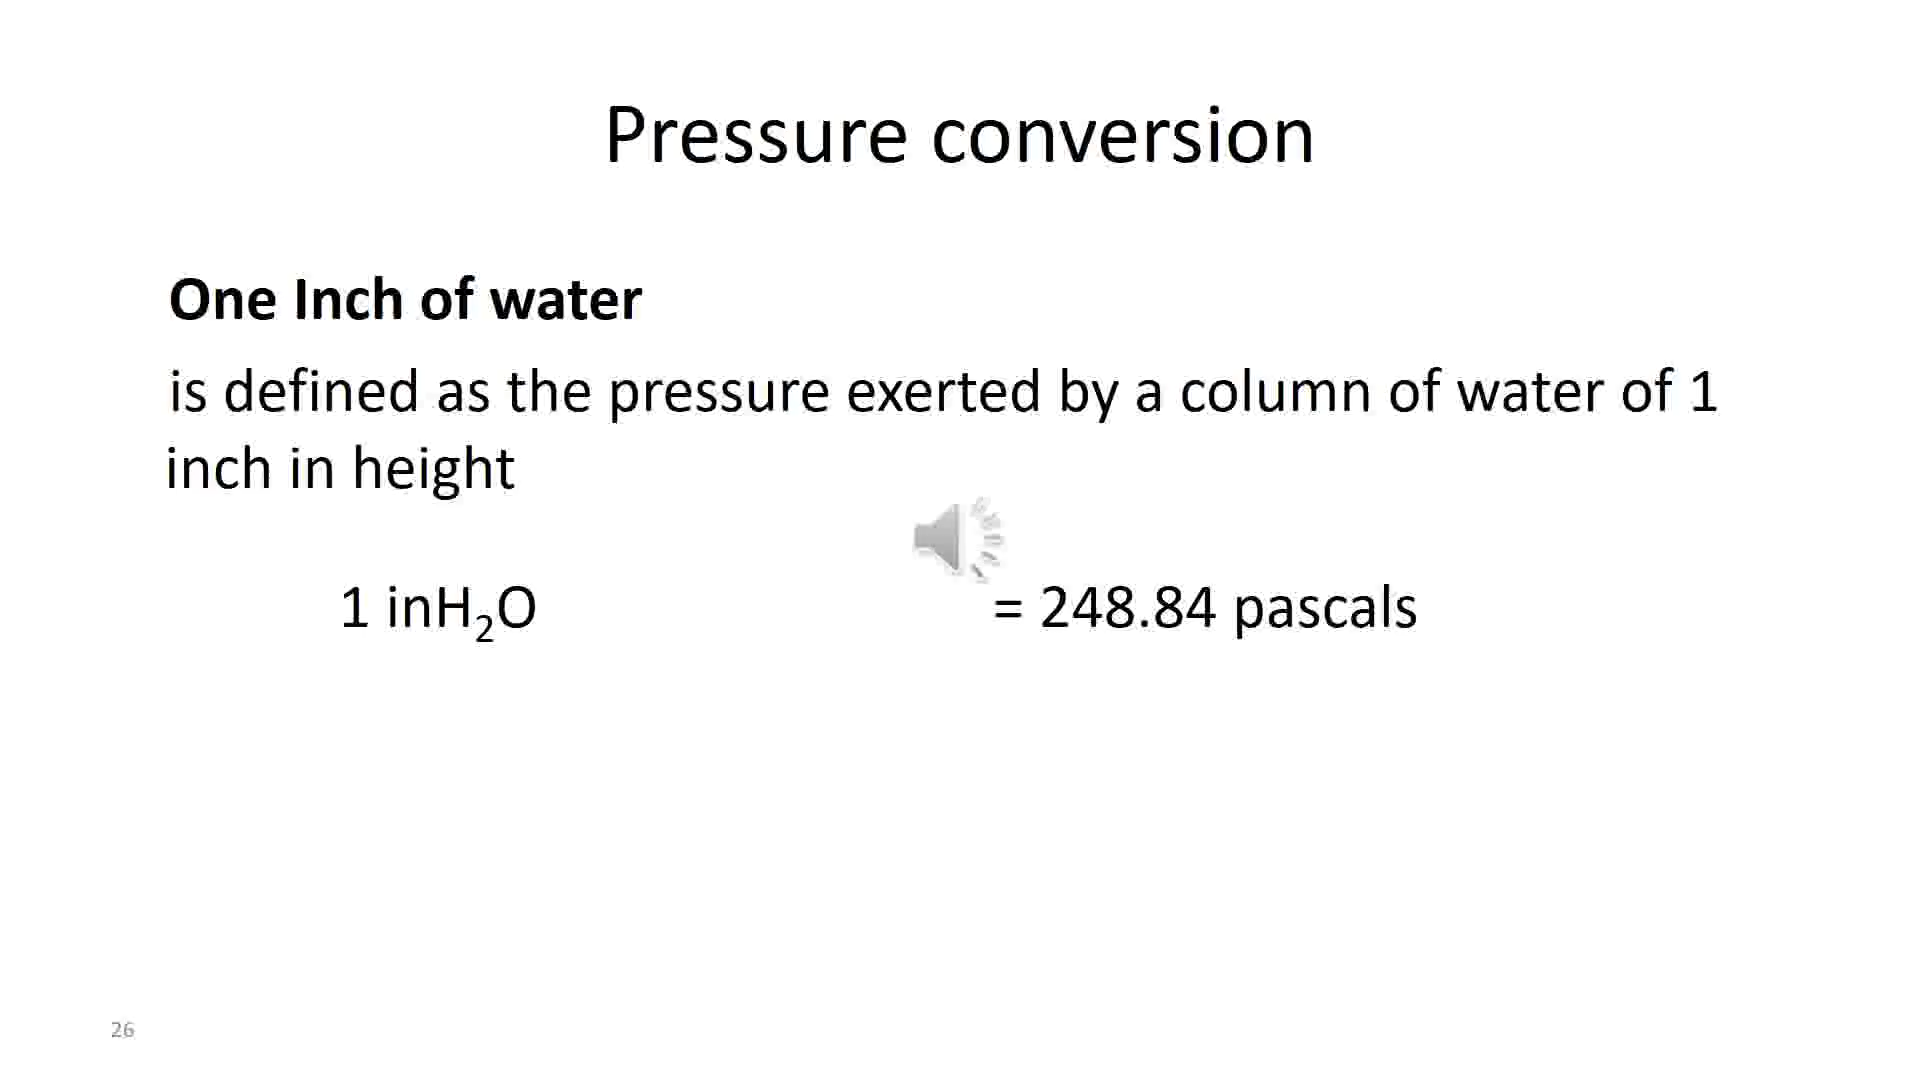 Pressure conversion
One Inch of water
is defined as the pressure exerted by a column of water of 1
inch in height
1 inH₂O = 248.84 pascals
26